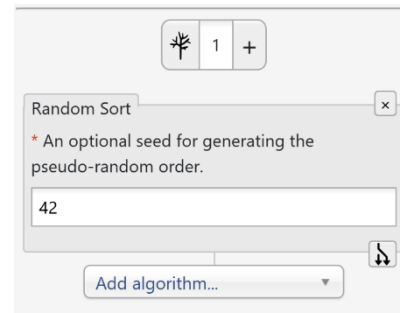 1 +
Random Sort
×
* An optional seed for generating the
pseudo-random order.
42
Add algorithm...